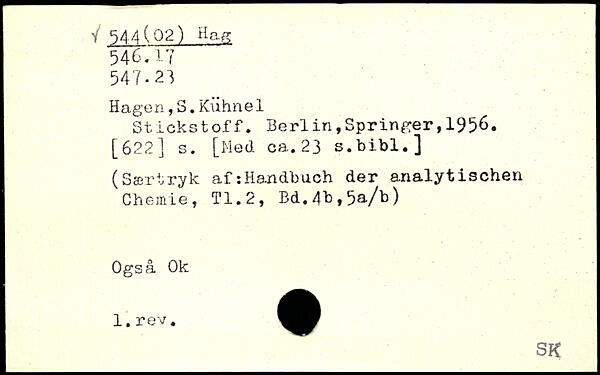 √ 544(02) Hag
546.17
547.23
Hagen,S.Kühnel
Stickstoff. Berlin,Springer,1956.
[622] s. [Med ca.23 s.bibl.]
(Særtryk af:Handbuch der analytischen
Chemie, Tl.2, Bd.4b,5a/b)
Også Ok
1.rev.
SK